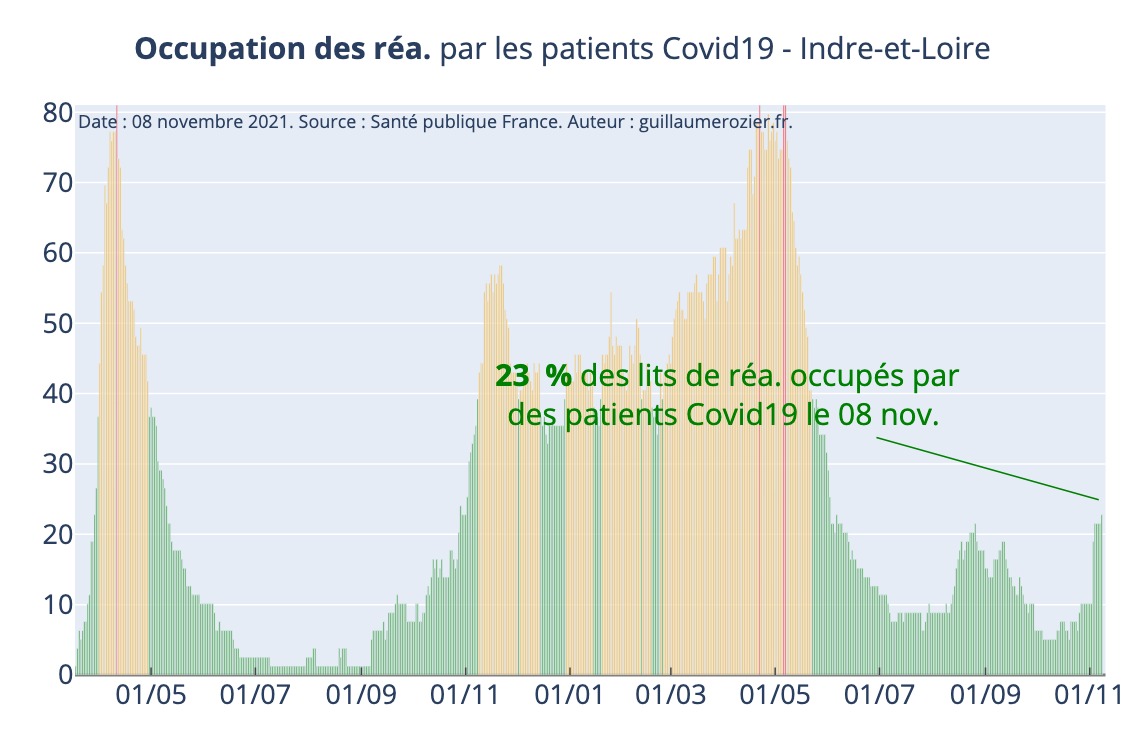 Occupation des réa. par les patients Covid19 - Indre-et-Loire
80
Date : 08 novembre 2021. Source : Santé publique France. Auteur : guillaumerozier.fr.
70
60
50
23 % des lits de réa. occupés par
40
des patients Covid19 le 08 nov.
30
20
10
0
01/05 01/07 01/09 01/11 01/01 01/03 01/05 01/07 01/09 01/11